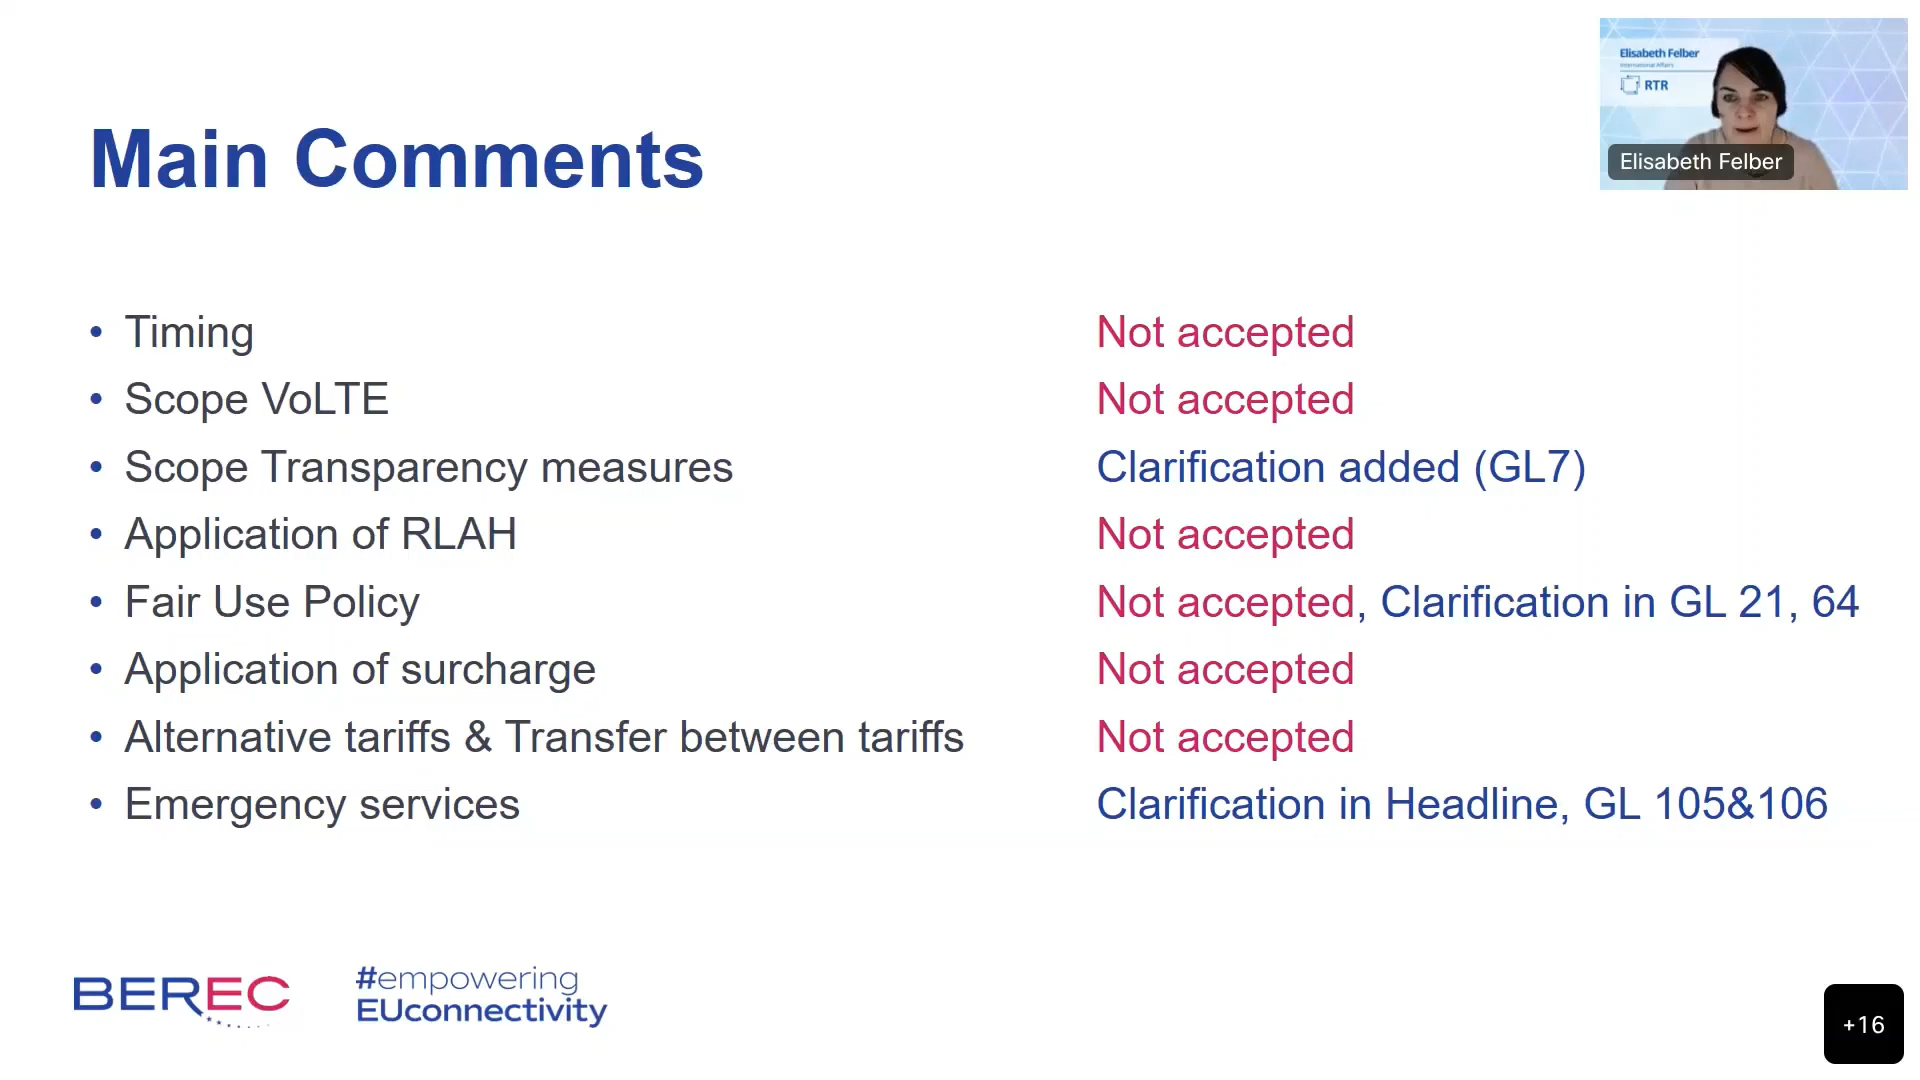 Elisabeth Felber
International Affairs
RTR
Elisabeth Felber
Main Comments
• Timing Not accepted
• Scope VoLTE Not accepted
• Scope Transparency measures Clarification added (GL7)
• Application of RLAH Not accepted
• Fair Use Policy Not accepted, Clarification in GL 21, 64
• Application of surcharge Not accepted
• Alternative tariffs & Transfer between tariffs Not accepted
• Emergency services Clarification in Headline, GL 105&106
BEREC
#empowering
EUconnectivity
+16